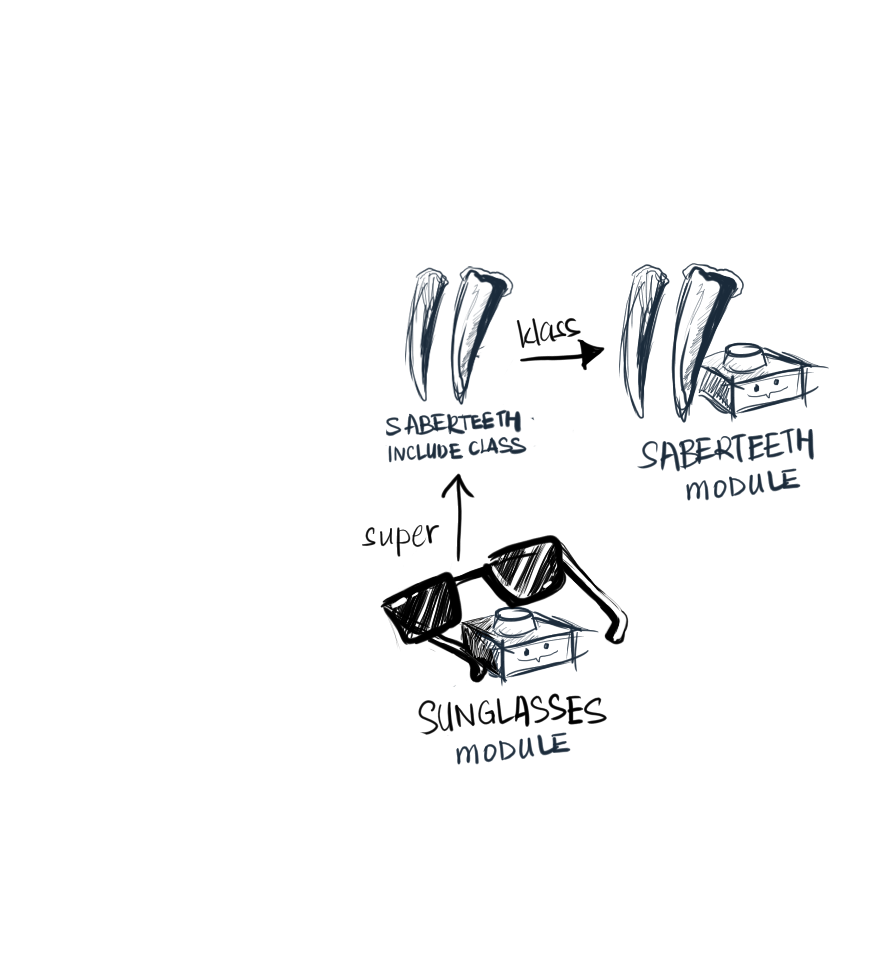 klass
SABERTEETH
INCLUDE CLASS
SABERTEETH
MODULE
super
SUNGLASSES
MODULE